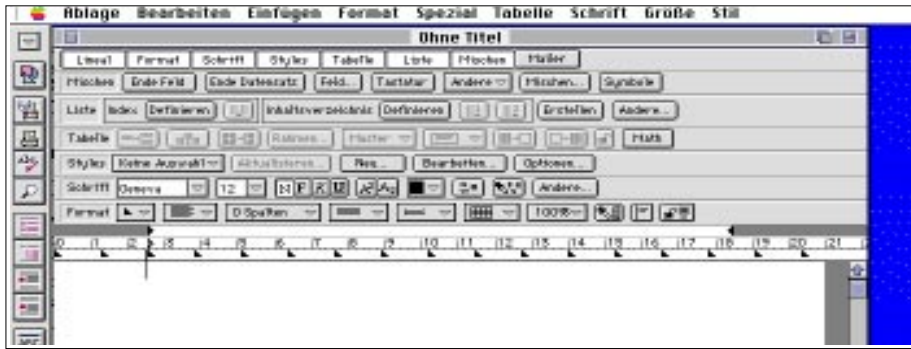 Ablage Bearbeiten Einfügen Format Spezial Tabelle Schrift Größe Stil
Ohne Titel
Lineal Format Schrift Styles Tabelle Liste Mischen Mailer
Mischen Ende Feld Ende Datensatz Feld... Tastatur Andere Mischen... Symbole
Liste Index Definieren Inhaltsverzeichnis Definieren Erstellen Andere...
Tabelle Rahmen... Muster Math
Styles Keine Auswahl Aktualisieren... Neu... Bearbeiten... Optionen...
Schrift Geneva 12 N F K U Andere...
Format 0 Spalten 100%
0 1 2 3 4 5 6 7 8 9 10 11 12 13 14 15 16 17 18 19 20 21
ABC